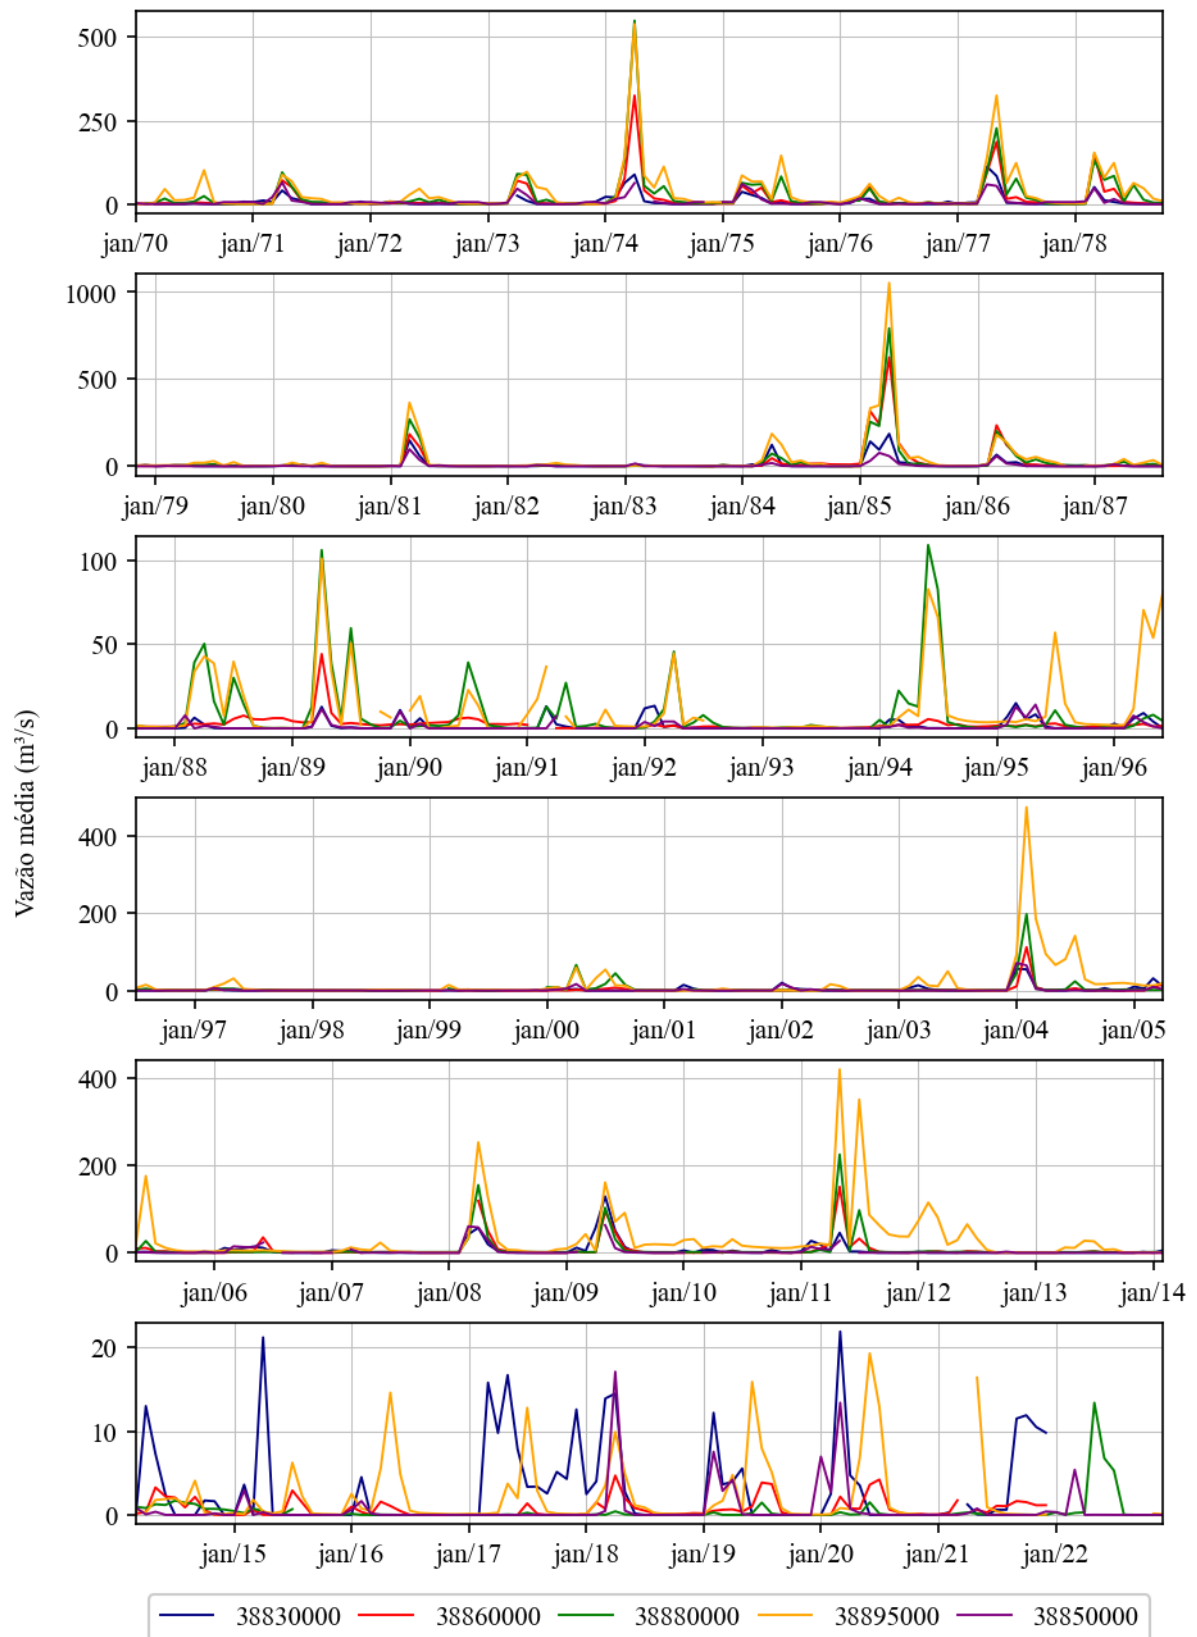 500
250
0
jan/70 jan/71 jan/72 jan/73 jan/74 jan/75 jan/76 jan/77 jan/78
1000
500
0
jan/79 jan/80 jan/81 jan/82 jan/83 jan/84 jan/85 jan/86 jan/87
100
50
0
jan/88 jan/89 jan/90 jan/91 jan/92 jan/93 jan/94 jan/95 jan/96
Vazão média (m³/s)
400
200
0
jan/97 jan/98 jan/99 jan/00 jan/01 jan/02 jan/03 jan/04 jan/05
400
200
0
jan/06 jan/07 jan/08 jan/09 jan/10 jan/11 jan/12 jan/13 jan/14
20
10
0
jan/15 jan/16 jan/17 jan/18 jan/19 jan/20 jan/21 jan/22
38830000 38860000 38880000 38895000 38850000